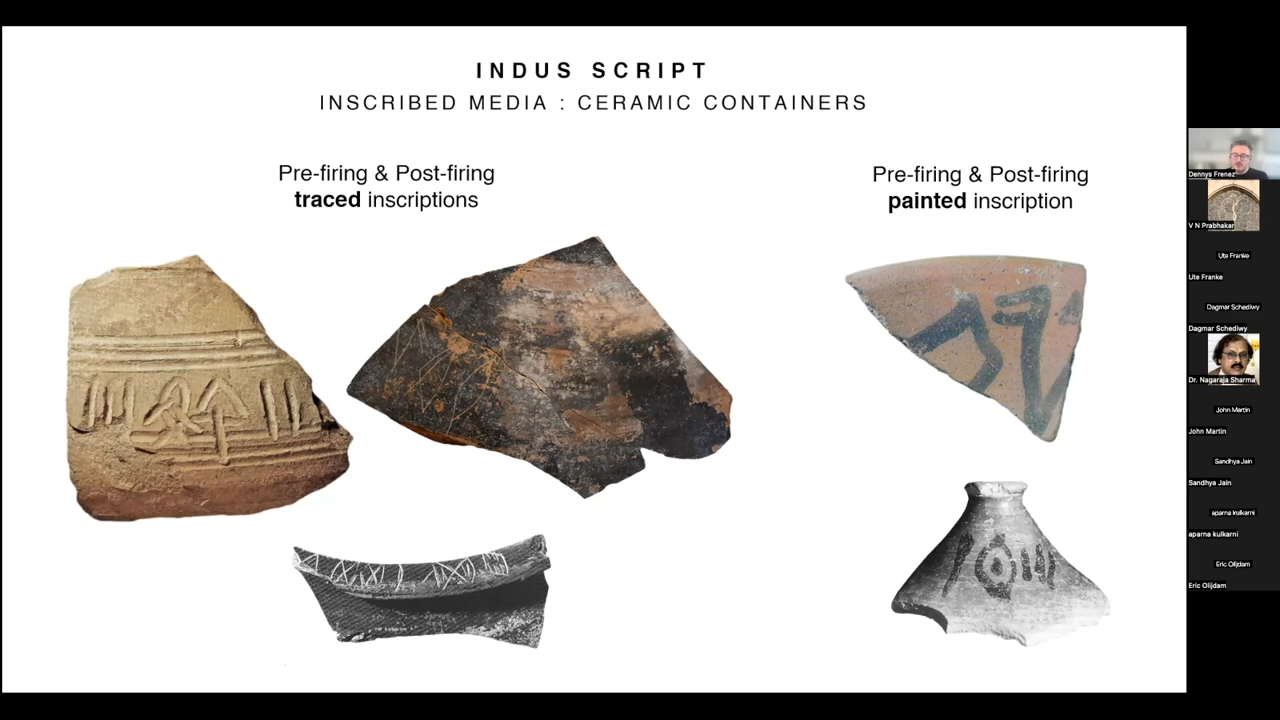 INDUS SCRIPT
INSCRIBED MEDIA : CERAMIC CONTAINERS
Pre-firing & Post-firing
traced inscriptions
Pre-firing & Post-firing
painted inscription
Dennys Frenez
V N Prabhakar
Ute Franke
Ute Franke
Dagmar Schediwy
Dagmar Schediwy
Dr. Nagaraja Sharma
John Martin
John Martin
Sandhya Jain
Sandhya Jain
aparna kulkarni
aparna kulkarni
Eric Olijdam
Eric Olijdam